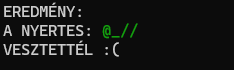 EREDMÉNY:
A NYERTES: @_//
VESZTETTÉL :(